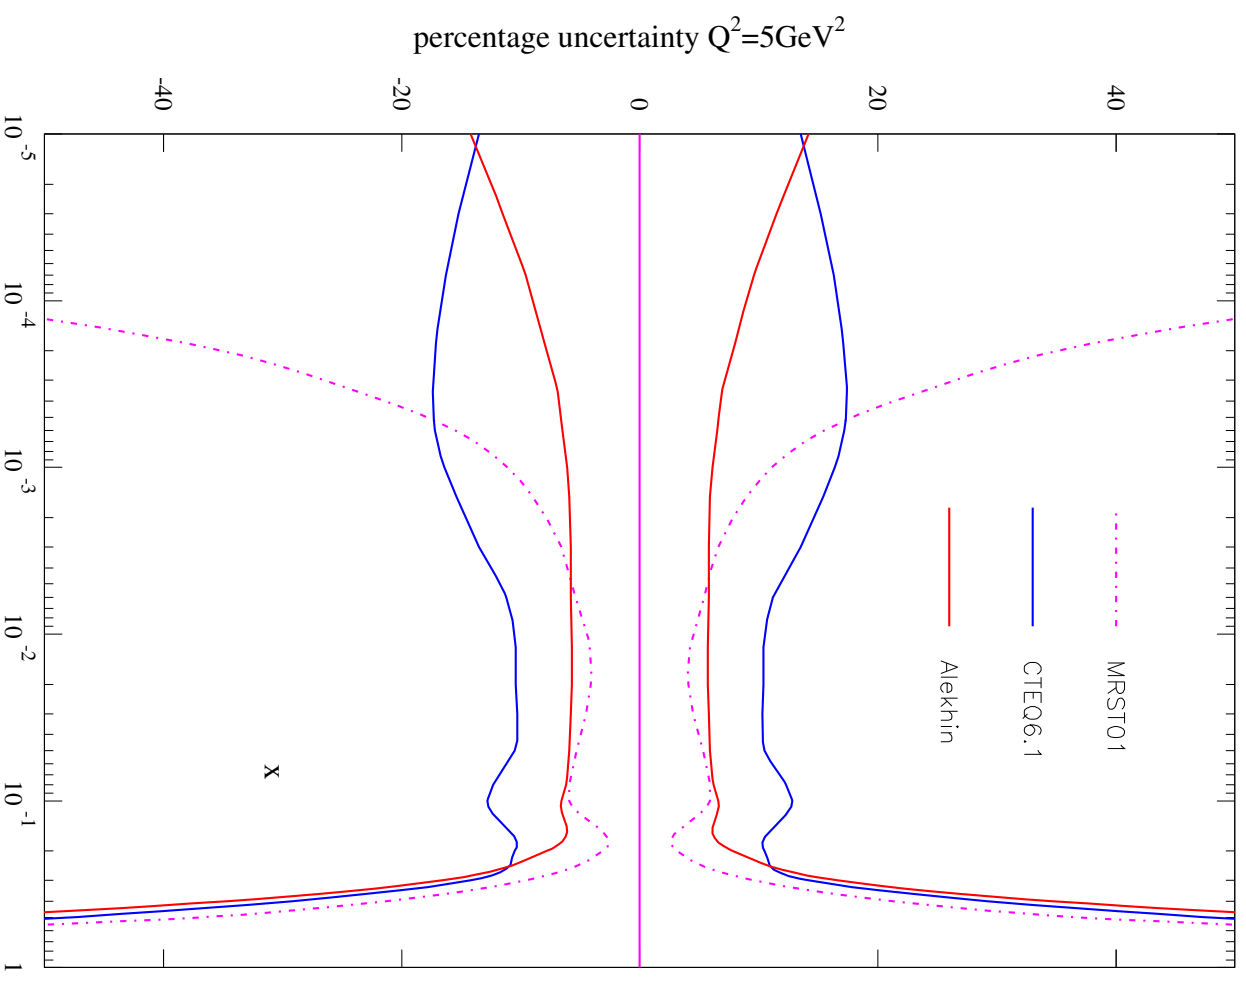 percentage uncertainty Q²=5GeV²
-40
-20
0
20
40
10⁻⁵
10⁻⁴
10⁻³
10⁻²
10⁻¹
1
x
MRST01
CTEQ6.1
Alekhin